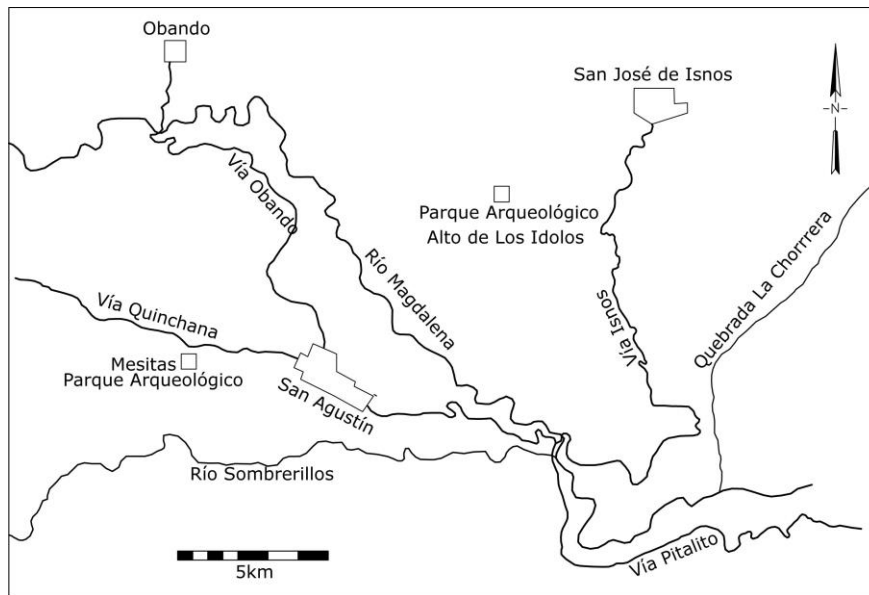 Obando
San José de Isnos
N
Vía Obando
Parque Arqueológico
Alto de Los Idolos
Río Magdalena
Vía Isnos
Quebrada La Chorrrera
Vía Quinchana
Mesitas
Parque Arqueológico
San Agustín
Río Sombrerillos
Vía Pitalito
5km